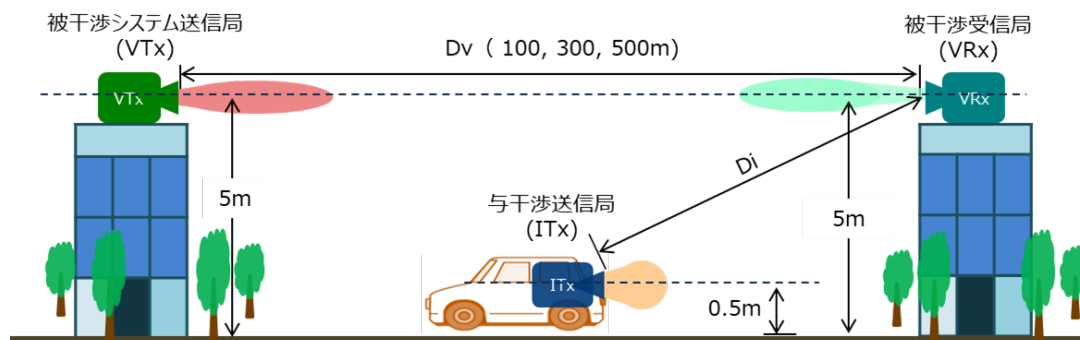 被干渉システム送信局
(VTx)
Dv ( 100, 300, 500m)
被干渉受信局
(VRx)
VTx
VRx
5m
Di
与干渉送信局
(ITx)
5m
ITx
0.5m